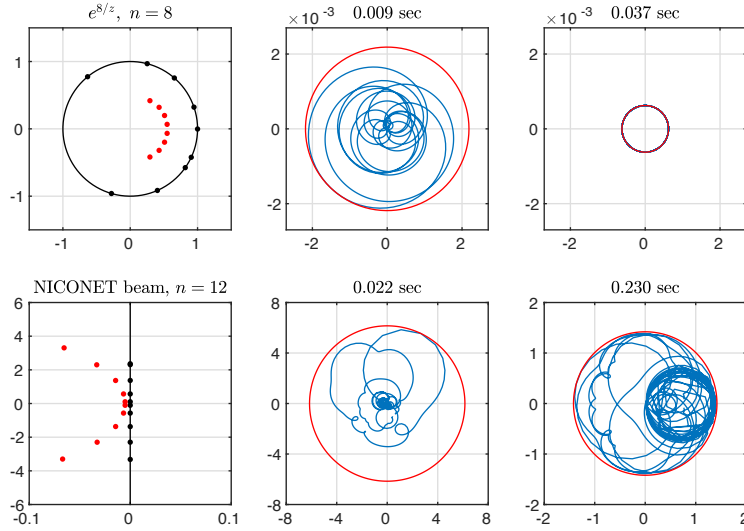 $e^{8/z}$, $n = 8$
1
0
-1
-1 0 1
0.009 sec
×10⁻³
2
0
-2
-2 0 2
0.037 sec
×10⁻³
2
0
-2
-2 0 2
NICONET beam, $n = 12$
6
4
2
0
-2
-4
-6
-0.1 0 0.1
0.022 sec
8
4
0
-4
-8
-8 -4 0 4 8
0.230 sec
2
1
0
-1
-2
-2 -1 0 1 2